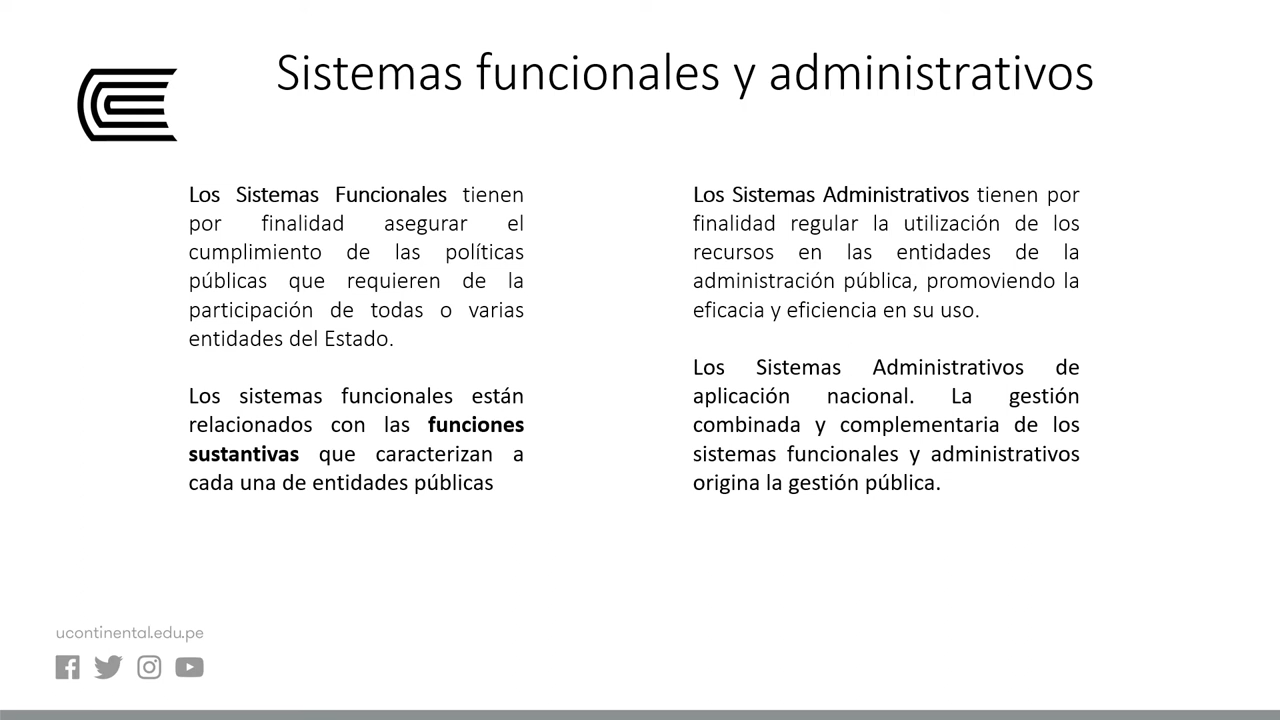 Sistemas funcionales y administrativos
Los Sistemas Funcionales tienen
por finalidad asegurar el
cumplimiento de las políticas
públicas que requieren de la
participación de todas o varias
entidades del Estado.
Los sistemas funcionales están
relacionados con las funciones
sustantivas que caracterizan a
cada una de entidades públicas
Los Sistemas Administrativos tienen por
finalidad regular la utilización de los
recursos en las entidades de la
administración pública, promoviendo la
eficacia y eficiencia en su uso.
Los Sistemas Administrativos de
aplicación nacional. La gestión
combinada y complementaria de los
sistemas funcionales y administrativos
origina la gestión pública.
ucontinental.edu.pe